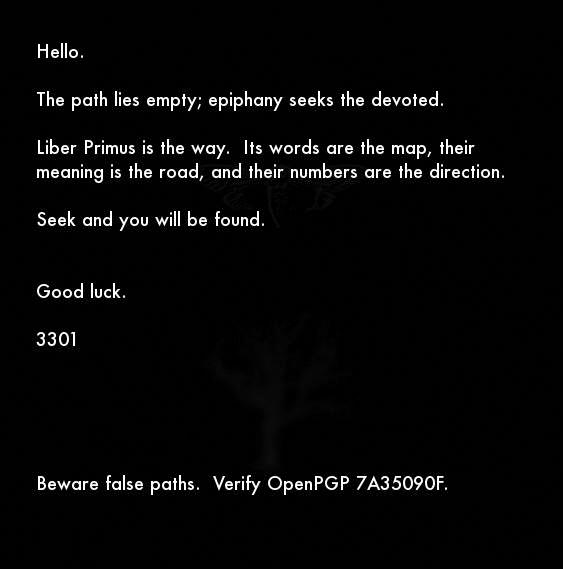 Hello.
The path lies empty; epiphany seeks the devoted.
Liber Primus is the way.  Its words are the map, their
meaning is the road, and their numbers are the direction.
Seek and you will be found.
Good luck.
3301
Beware false paths.  Verify OpenPGP 7A35090F.